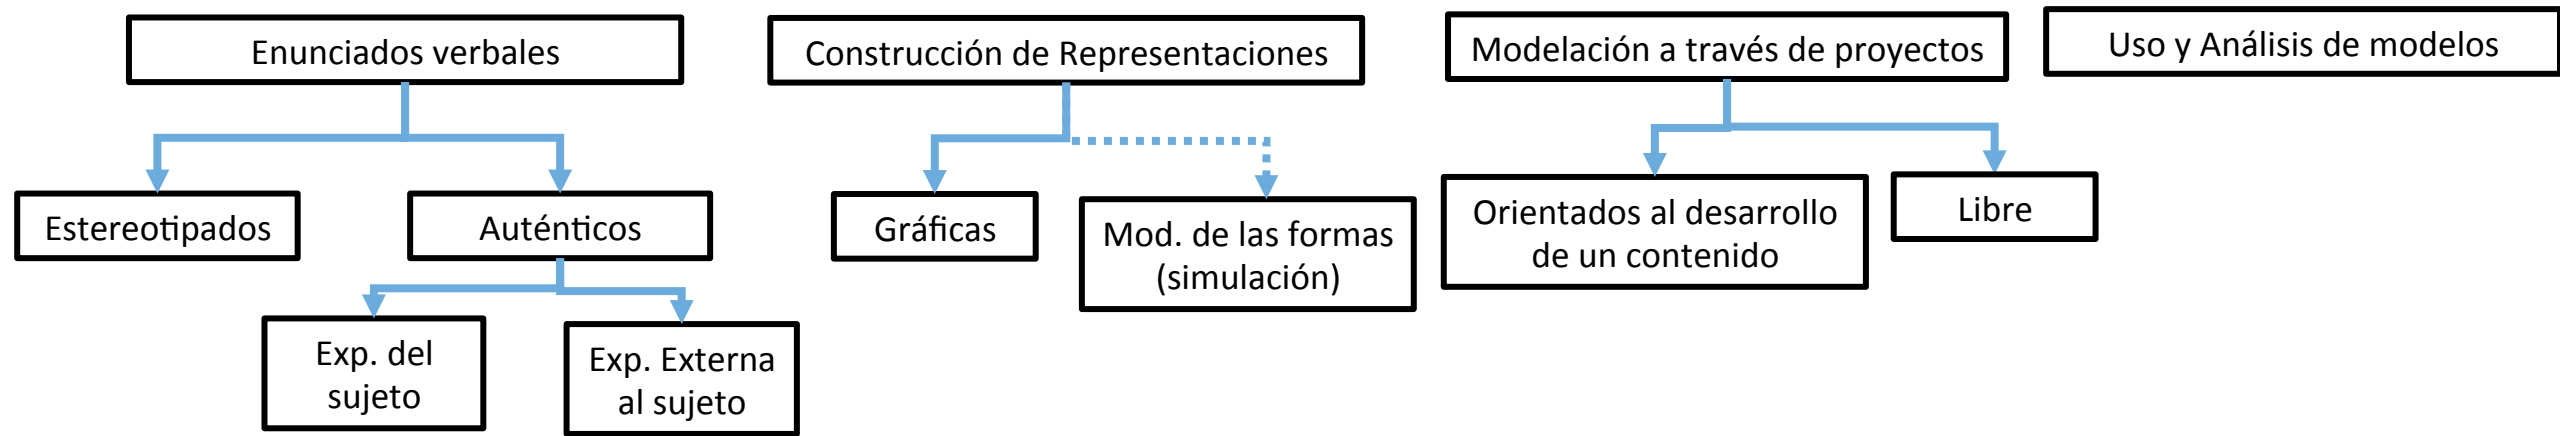 Enunciados verbales
Construcción de Representaciones
Modelación a través de proyectos
Uso y Análisis de modelos
Estereotipados
Auténticos
Gráficas
Mod. de las formas
(simulación)
Orientados al desarrollo
de un contenido
Libre
Exp. del
sujeto
Exp. Externa
al sujeto